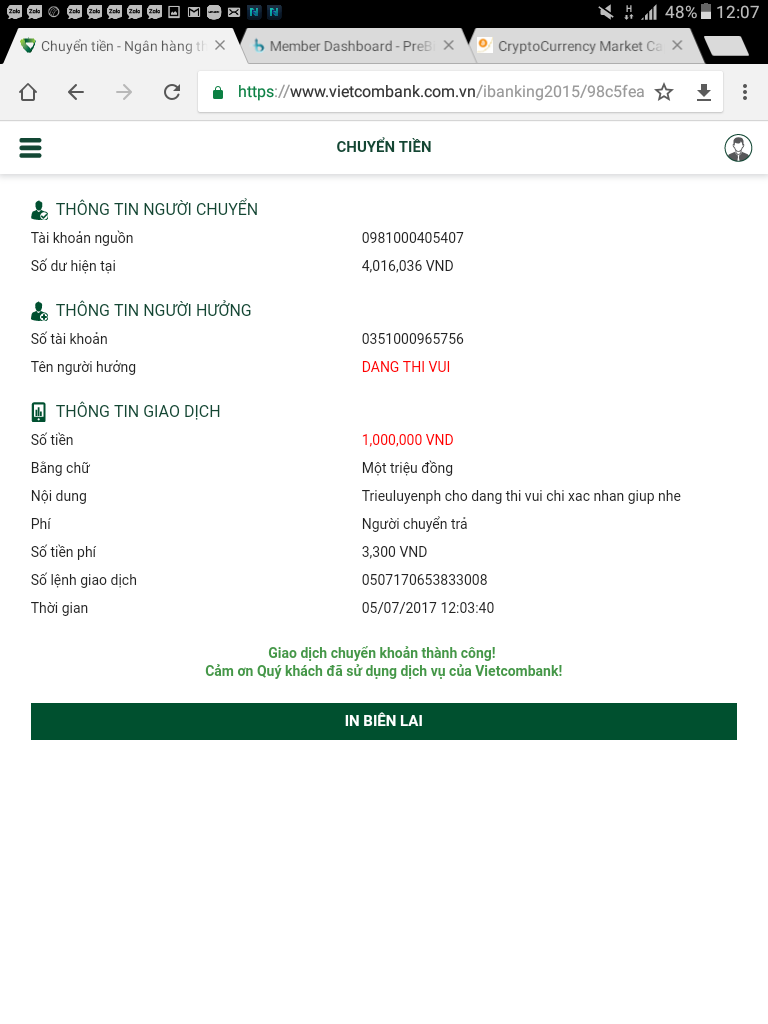 48% 12:07
Chuyển tiền - Ngân hàng th
Member Dashboard - PreB
CryptoCurrency Market Ca
https://www.vietcombank.com.vn/ibanking2015/98c5fea
CHUYỂN TIỀN
THÔNG TIN NGƯỜI CHUYỂN
Tài khoản nguồn 0981000405407
Số dư hiện tại 4,016,036 VND
THÔNG TIN NGƯỜI HƯỞNG
Số tài khoản 0351000965756
Tên người hưởng DANG THI VUI
THÔNG TIN GIAO DỊCH
Số tiền 1,000,000 VND
Bằng chữ Một triệu đồng
Nội dung Trieuluyenph cho dang thi vui chi xac nhan giup nhe
Phí Người chuyển trả
Số tiền phí 3,300 VND
Số lệnh giao dịch 0507170653833008
Thời gian 05/07/2017 12:03:40
Giao dịch chuyển khoản thành công!
Cảm ơn Quý khách đã sử dụng dịch vụ của Vietcombank!
IN BIÊN LAI